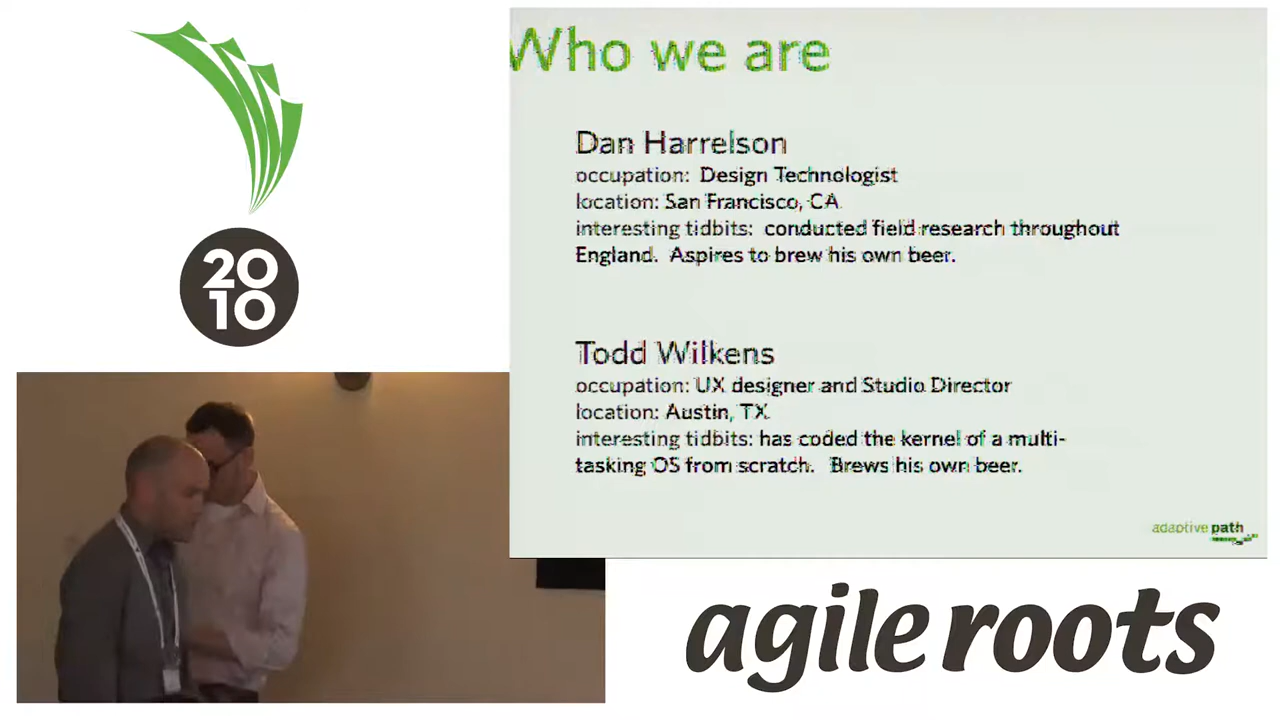 Who we are
Dan Harrelson
occupation: Design Technologist
location: San Francisco, CA
interesting tidbits: conducted field research throughout
England. Aspires to brew his own beer.
Todd Wilkens
occupation: UX designer and Studio Director
location: Austin, TX
interesting tidbits: has coded the kernel of a multi-
tasking OS from scratch. Brews his own beer.
adaptive path
20
10
agile roots